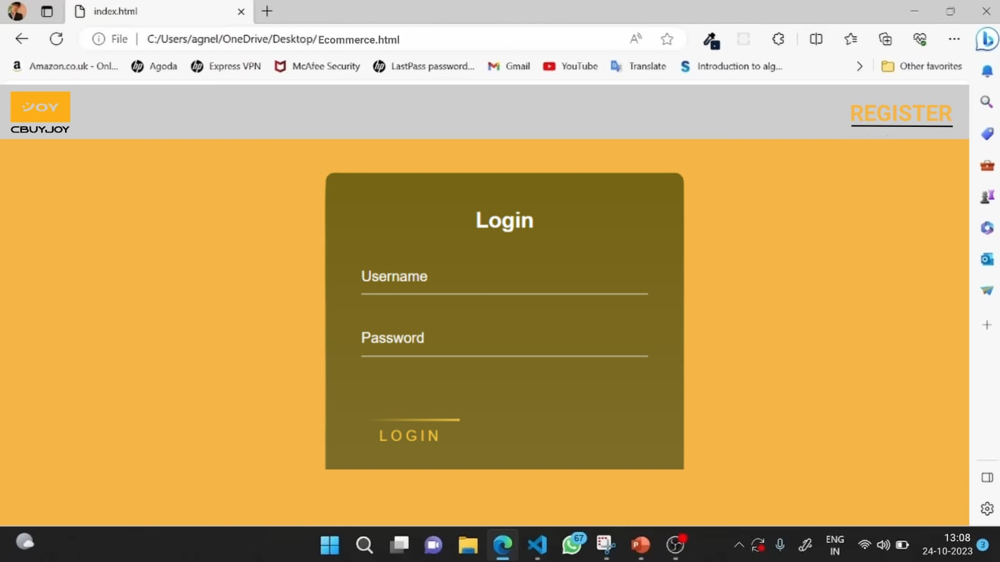 index.html
File C:/Users/agnel/OneDrive/Desktop/Ecommerce.html
Amazon.co.uk - Onl... Agoda Express VPN McAfee Security LastPass password... Gmail YouTube Translate Introduction to alg... Other favorites
JOY
CBUYJOY
REGISTER
Login
Username
Password
LOGIN
67
ENG
IN
13:08
24-10-2023
3